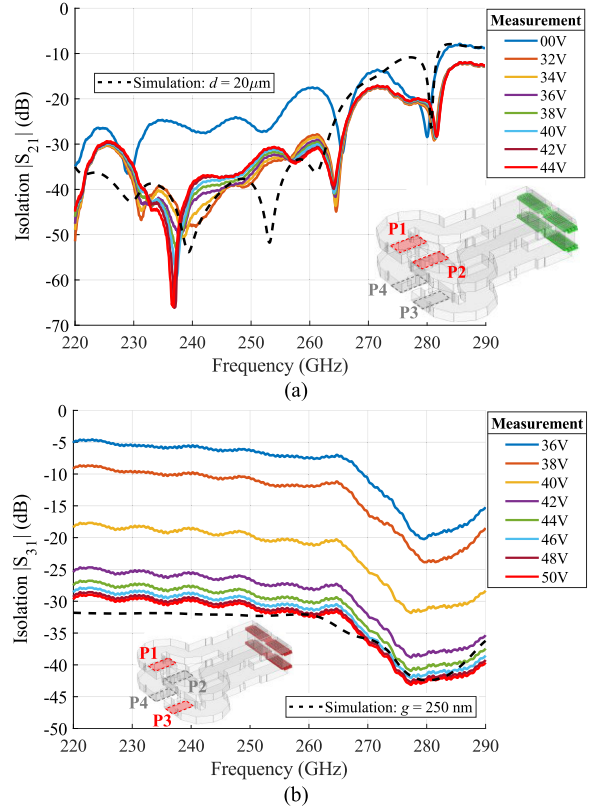 0
-10
-20
-30
-40
-50
-60
-70
220 230 240 250 260 270 280 290
Isolation |S21| (dB)
Frequency (GHz)
Simulation: d = 20μm
Measurement
00V
32V
34V
36V
38V
40V
42V
44V
P1
P2
P4
P3
(a)
0
-5
-10
-15
-20
-25
-30
-35
-40
-45
-50
220 230 240 250 260 270 280 290
Isolation |S31| (dB)
Frequency (GHz)
Measurement
36V
38V
40V
42V
44V
46V
48V
50V
P1
P2
P4
P3
Simulation: g = 250 nm
(b)